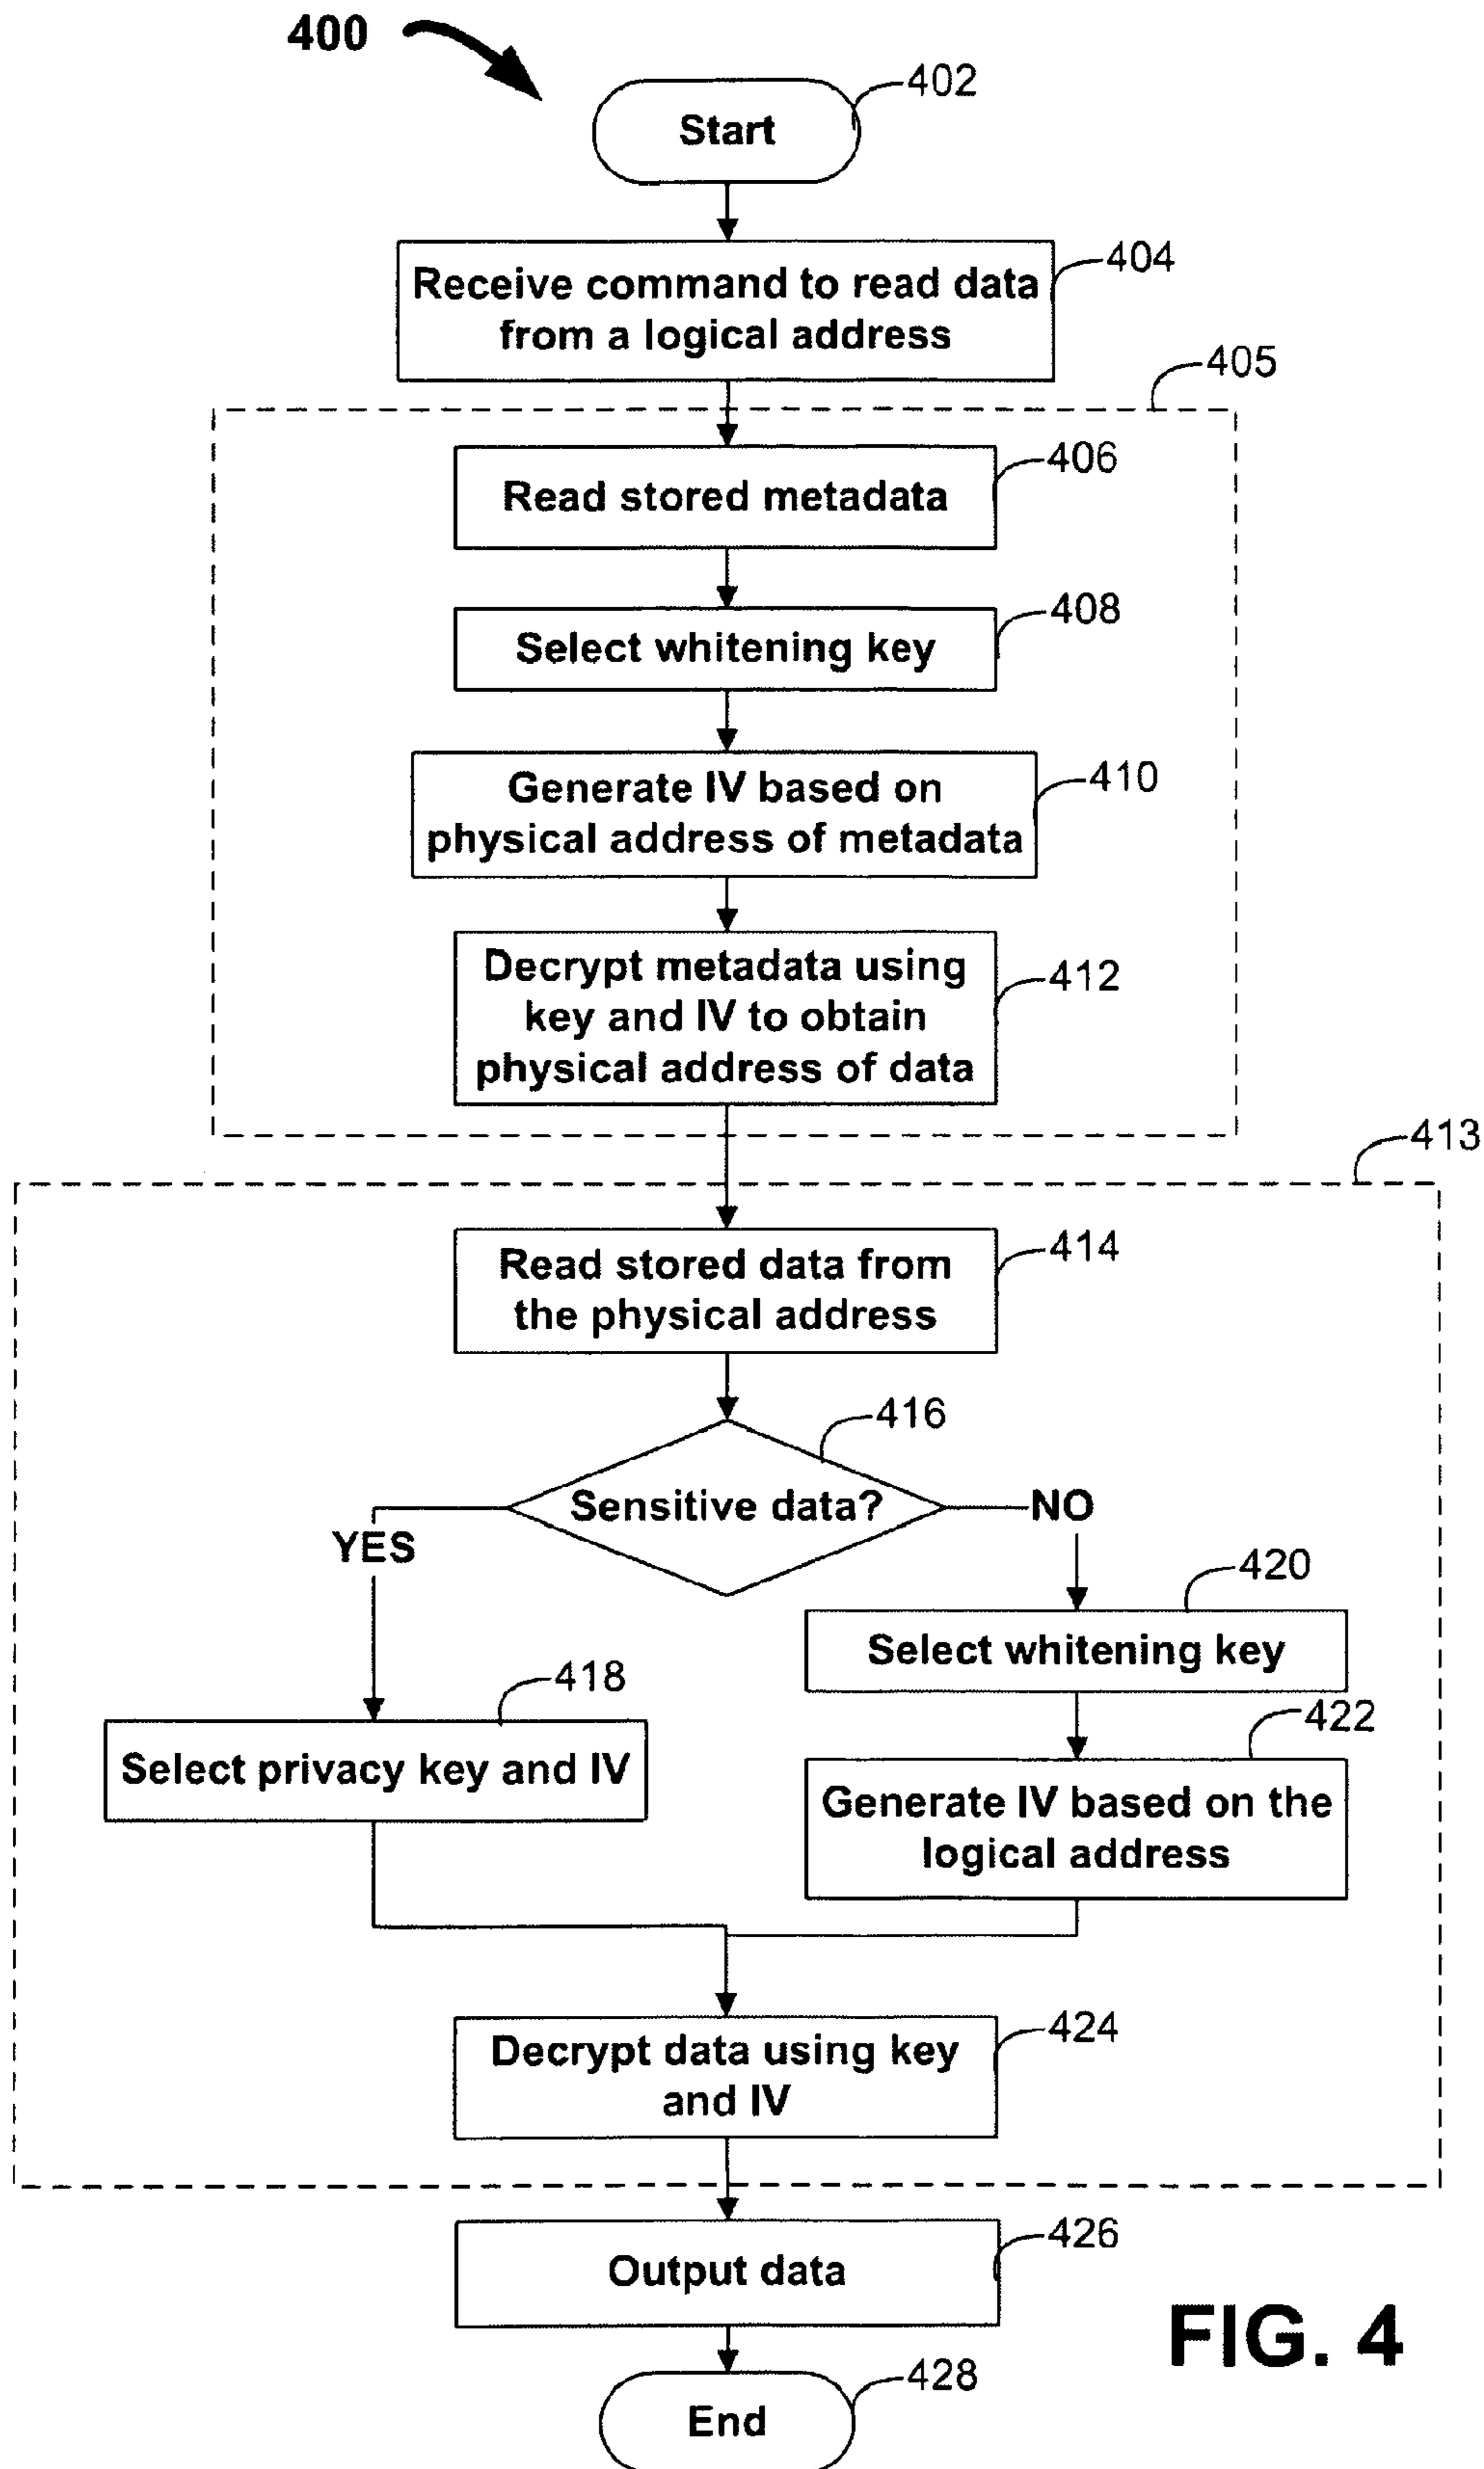 400
402
Start
404
Receive command to read data
from a logical address
405
406
Read stored metadata
408
Select whitening key
410
Generate IV based on
physical address of metadata
412
Decrypt metadata using
key and IV to obtain
physical address of data
413
414
Read stored data from
the physical address
416
Sensitive data?
NO
YES
420
Select whitening key
418
Select privacy key and IV
422
Generate IV based on the
logical address
424
Decrypt data using key
and IV
426
Output data
FIG. 4
428
End